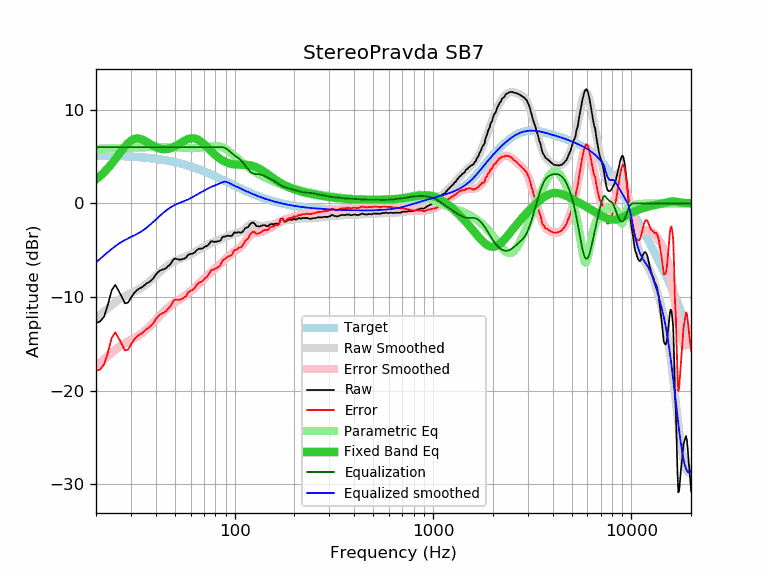 StereoPravda SB7
Amplitude (dBr)
10
0
−10
−20
−30
Target
Raw Smoothed
Error Smoothed
Raw
Error
Parametric Eq
Fixed Band Eq
Equalization
Equalized smoothed
100
1000
10000
Frequency (Hz)